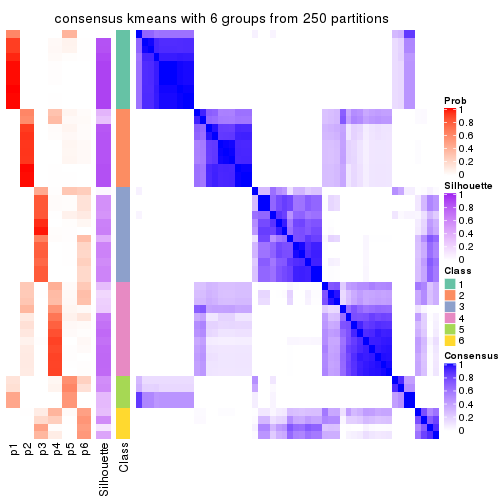 consensus kmeans with 6 groups from 250 partitions
Prob
1
0.8
0.6
0.4
0.2
0
Silhouette
1
0.8
0.6
0.4
0.2
0
Class
1
2
3
4
5
6
Consensus
1
0.8
0.6
0.4
0.2
0
p1
p2
p3
p4
p5
p6
Silhouette
Class